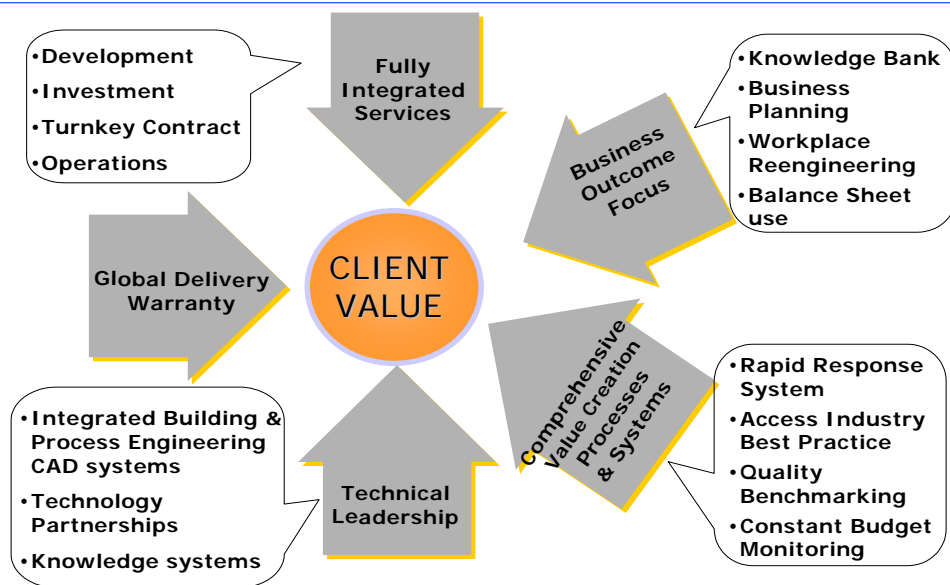 •Development
•Investment
•Turnkey Contract
•Operations
Fully
Integrated
Services
•Knowledge Bank
•Business
Planning
•Workplace
Reengineering
•Balance Sheet
use
Business
Outcome
Focus
Global Delivery
Warranty
CLIENT
VALUE
Comprehensive
Value Creation
Processes
& Systems
•Rapid Response
System
•Access Industry
Best Practice
•Quality
Benchmarking
•Constant Budget
Monitoring
•Integrated Building &
Process Engineering
CAD systems
•Technology
Partnerships
•Knowledge systems
Technical
Leadership